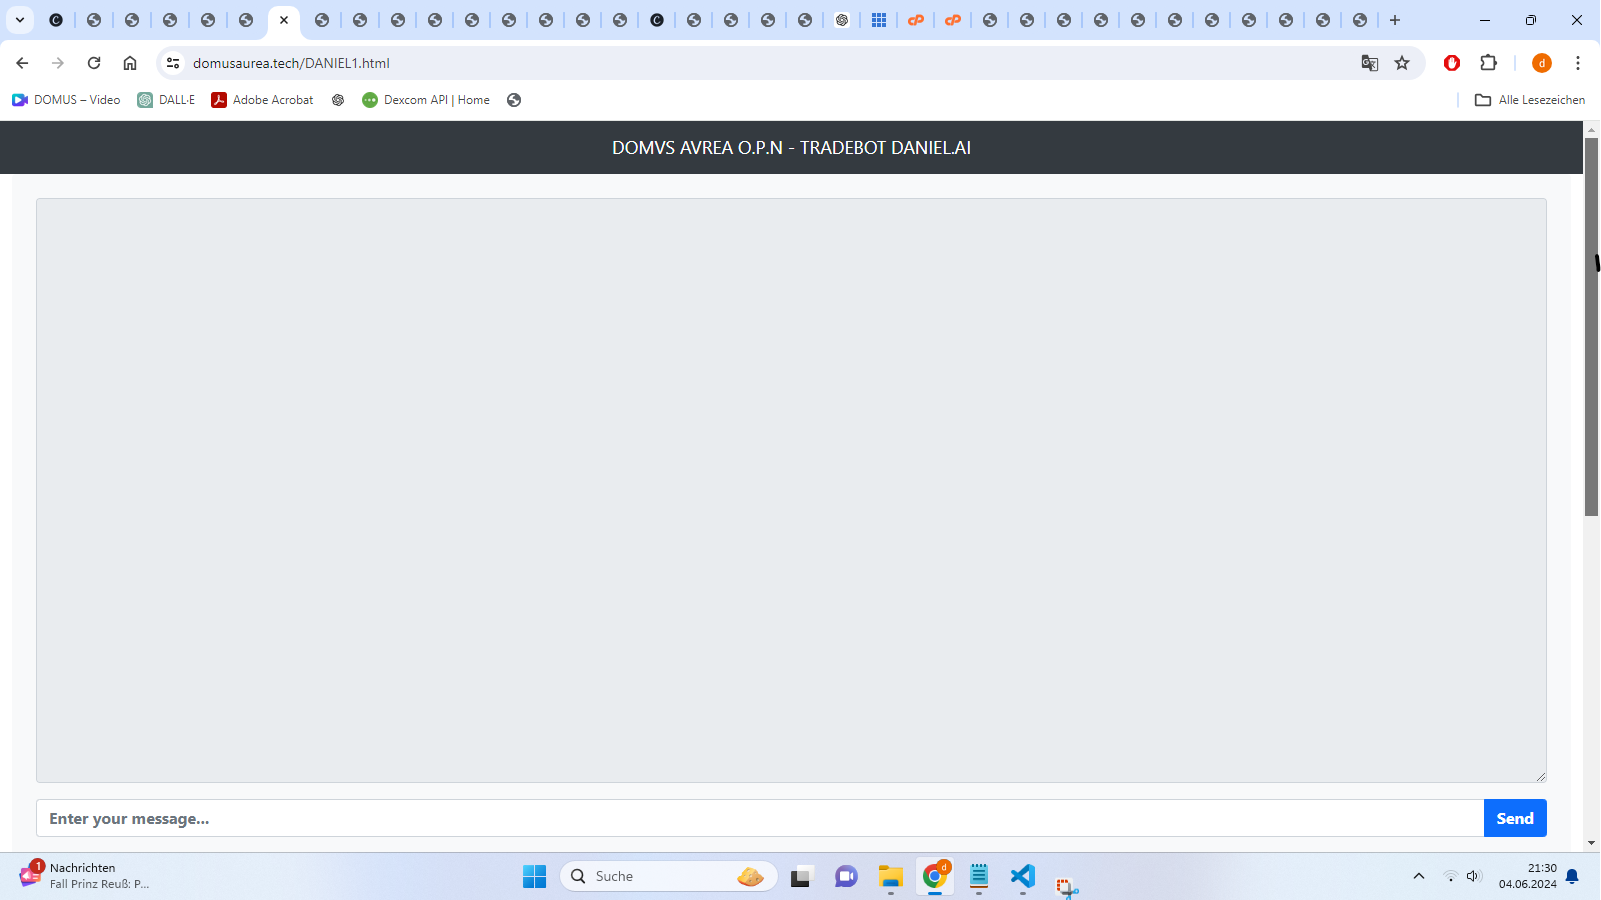 domusaurea.tech/DANIEL1.html
d
DOMUS – Video
DALL·E
Adobe Acrobat
Dexcom API | Home
Alle Lesezeichen
DOMVS AVREA O.P.N - TRADEBOT DANIEL.AI
Enter your message...
Send
1
Nachrichten
Fall Prinz Reuß: P...
Suche
d
21:30
04.06.2024